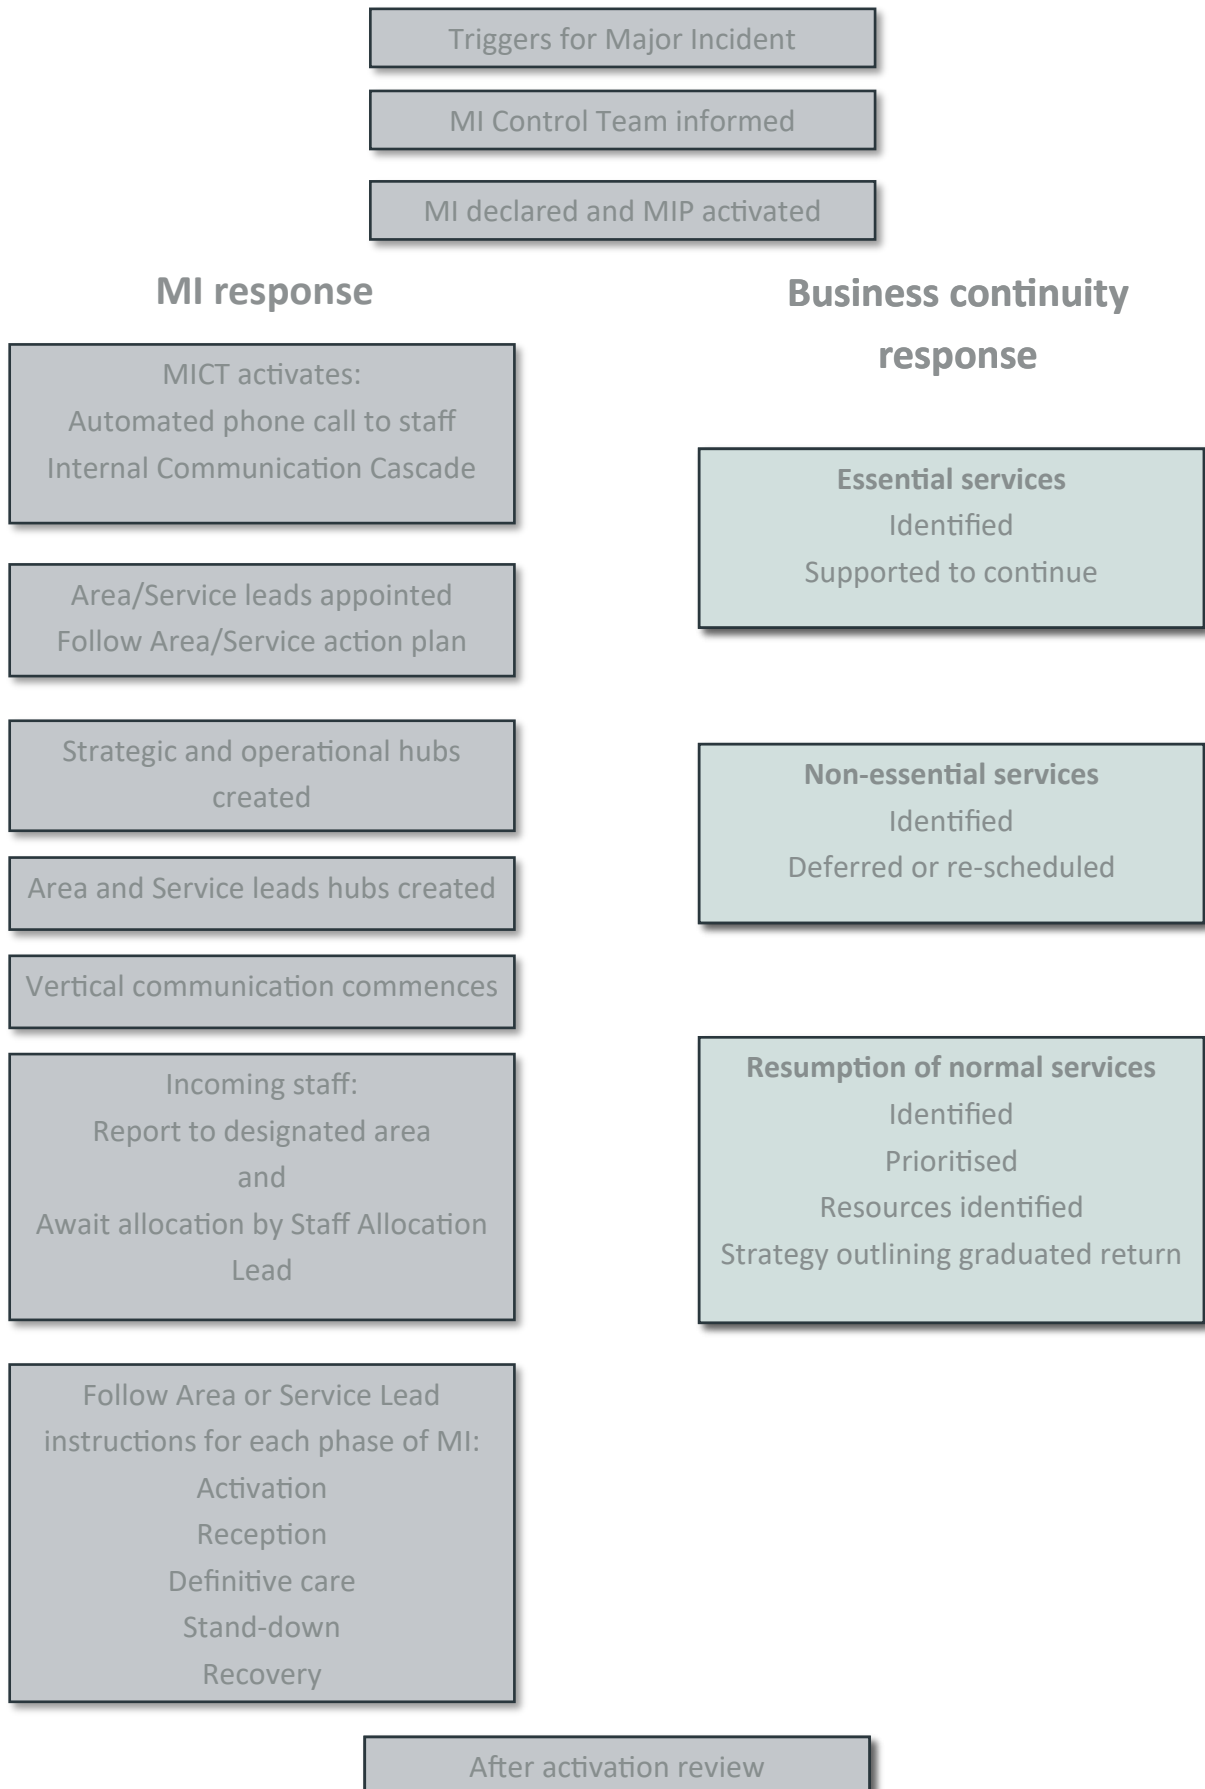 Triggers for Major Incident
MI Control Team informed
MI declared and MIP activated
MI response
MICT activates:
Automated phone call to staff
Internal Communication Cascade
Area/Service leads appointed
Follow Area/Service action plan
Strategic and operational hubs
created
Area and Service leads hubs created
Vertical communication commences
Incoming staff:
Report to designated area
and
Await allocation by Staff Allocation
Lead
Follow Area or Service Lead
instructions for each phase of MI:
Activation
Reception
Definitive care
Stand-down
Recovery
Business continuity
response
Essential services
Identified
Supported to continue
Non-essential services
Identified
Deferred or re-scheduled
Resumption of normal services
Identified
Prioritised
Resources identified
Strategy outlining graduated return
After activation review